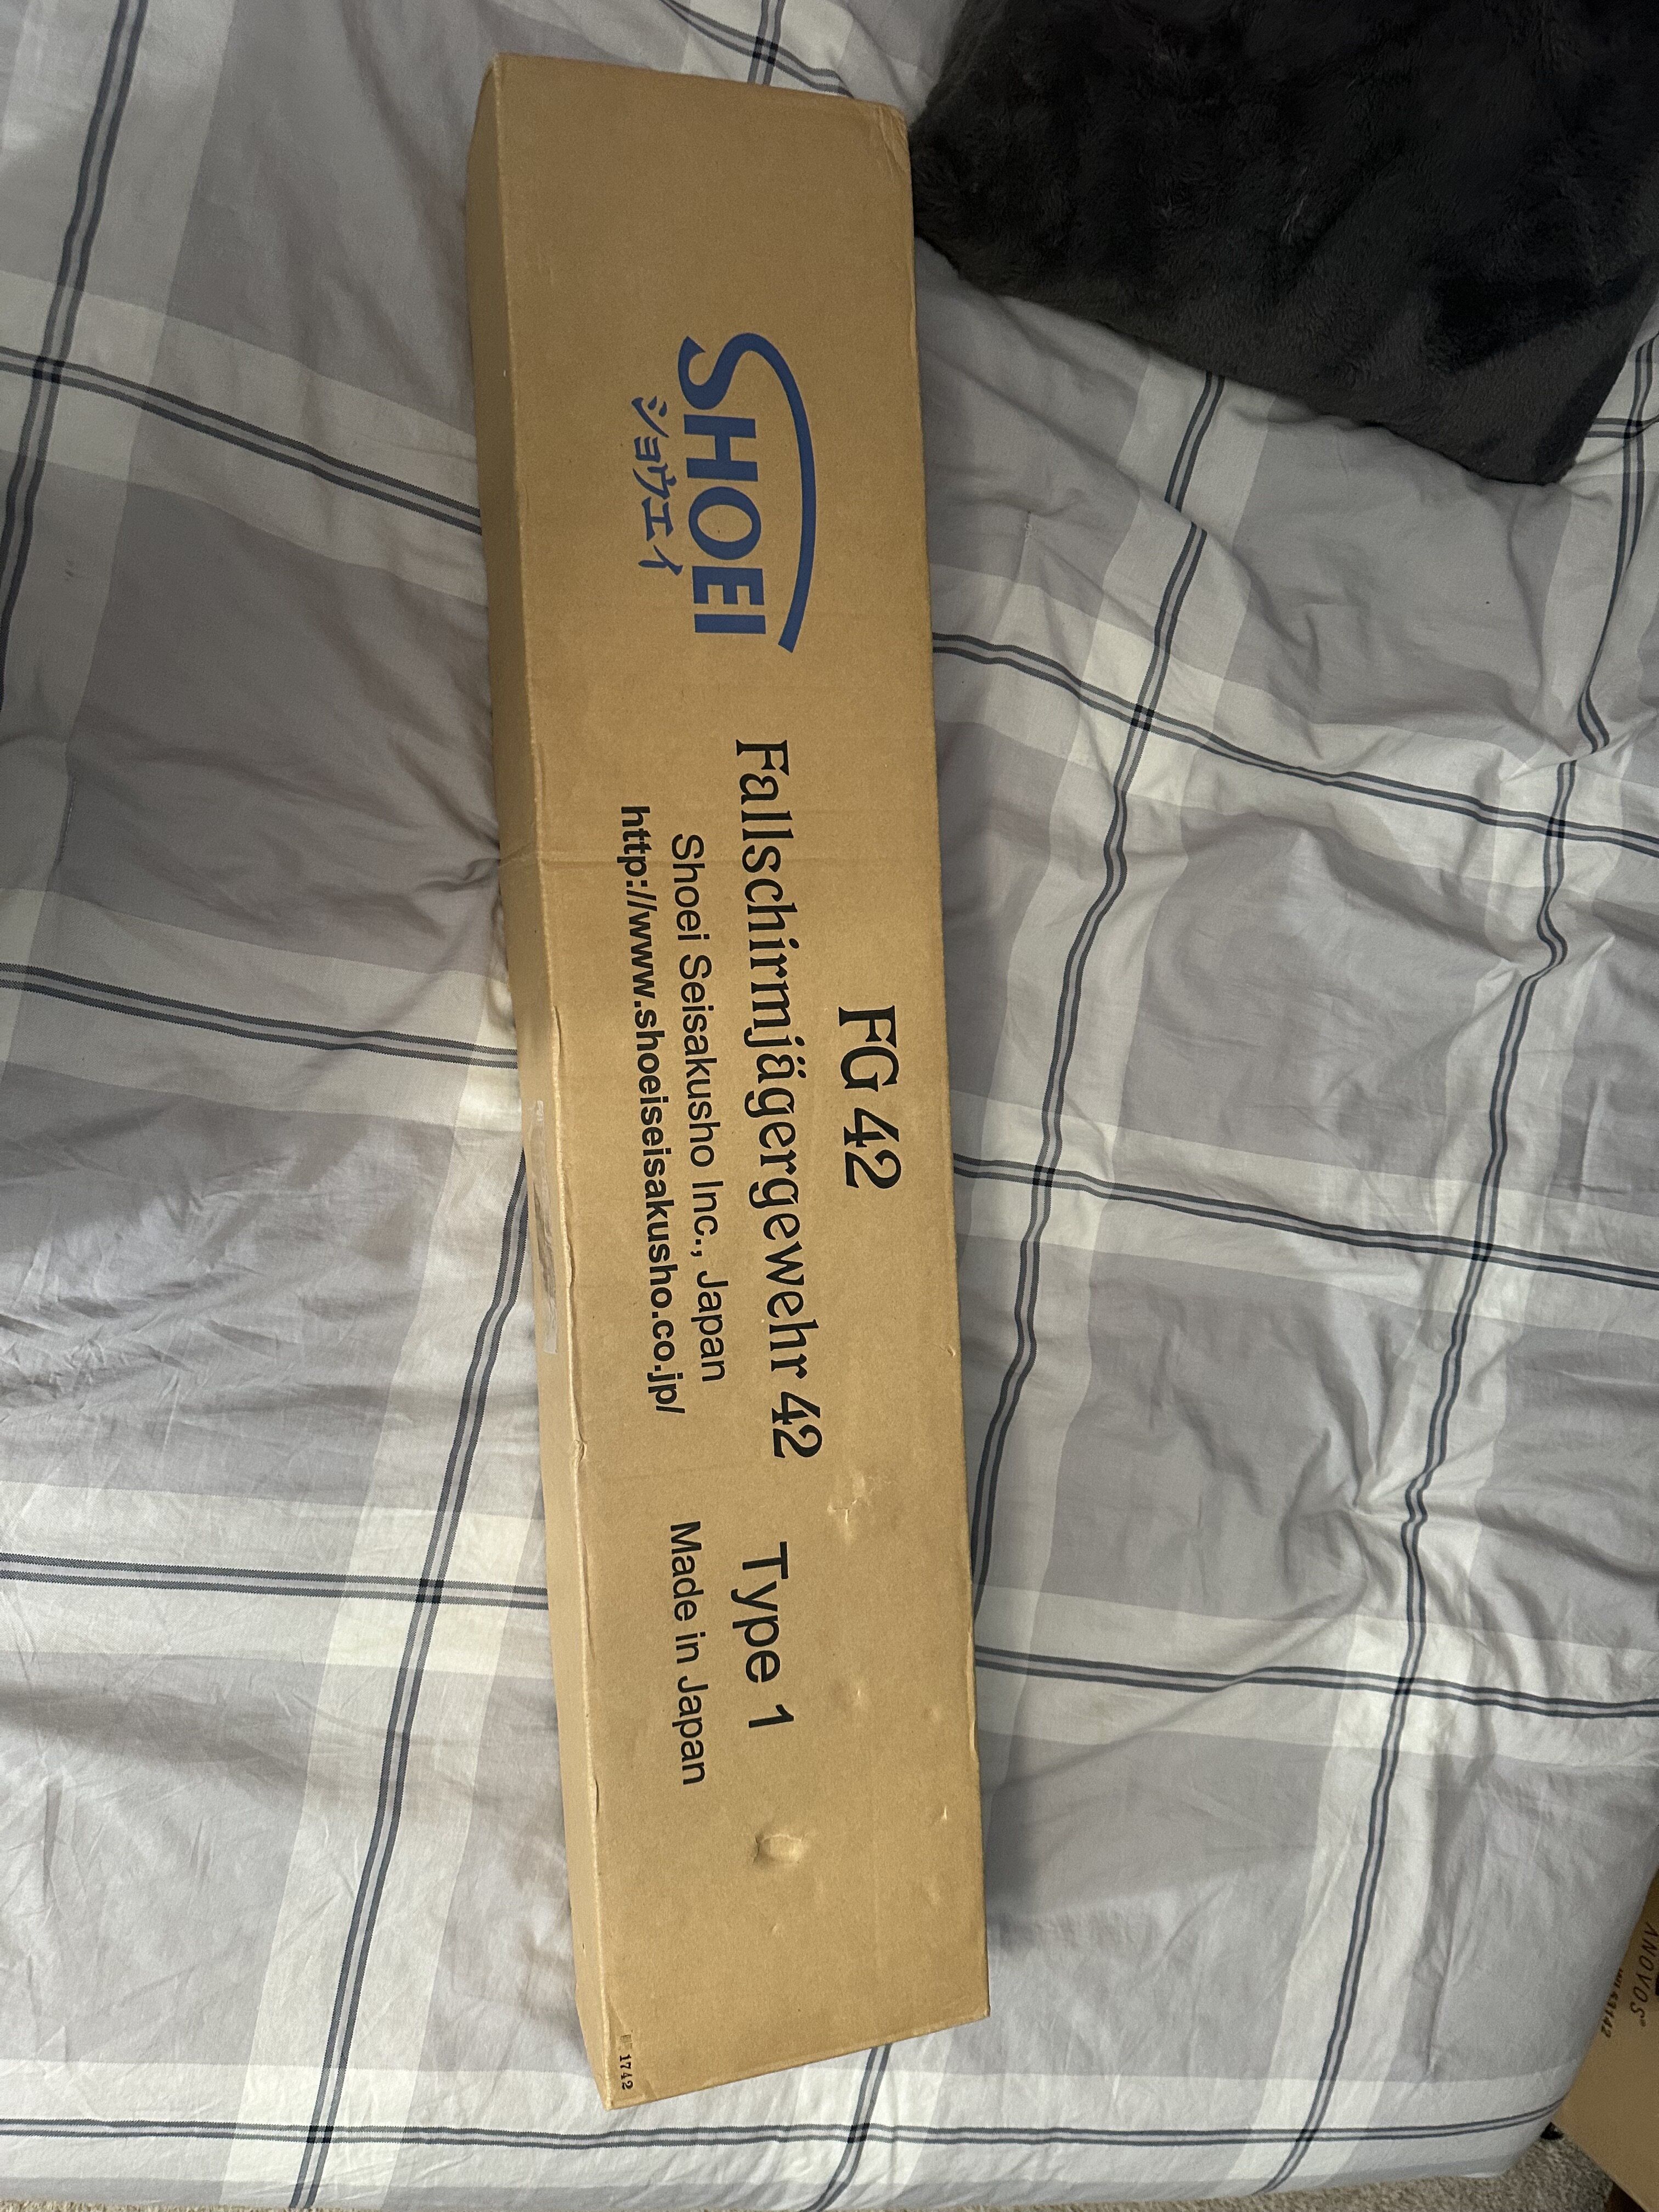 SHOEI
ショウエイ
FG 42
Fallschirmjägergewehr 42 Type 1
Shoei Seisakusho Inc., Japan Made in Japan
http://www.shoeiseisakusho.co.jp/
1742
ANOVOS